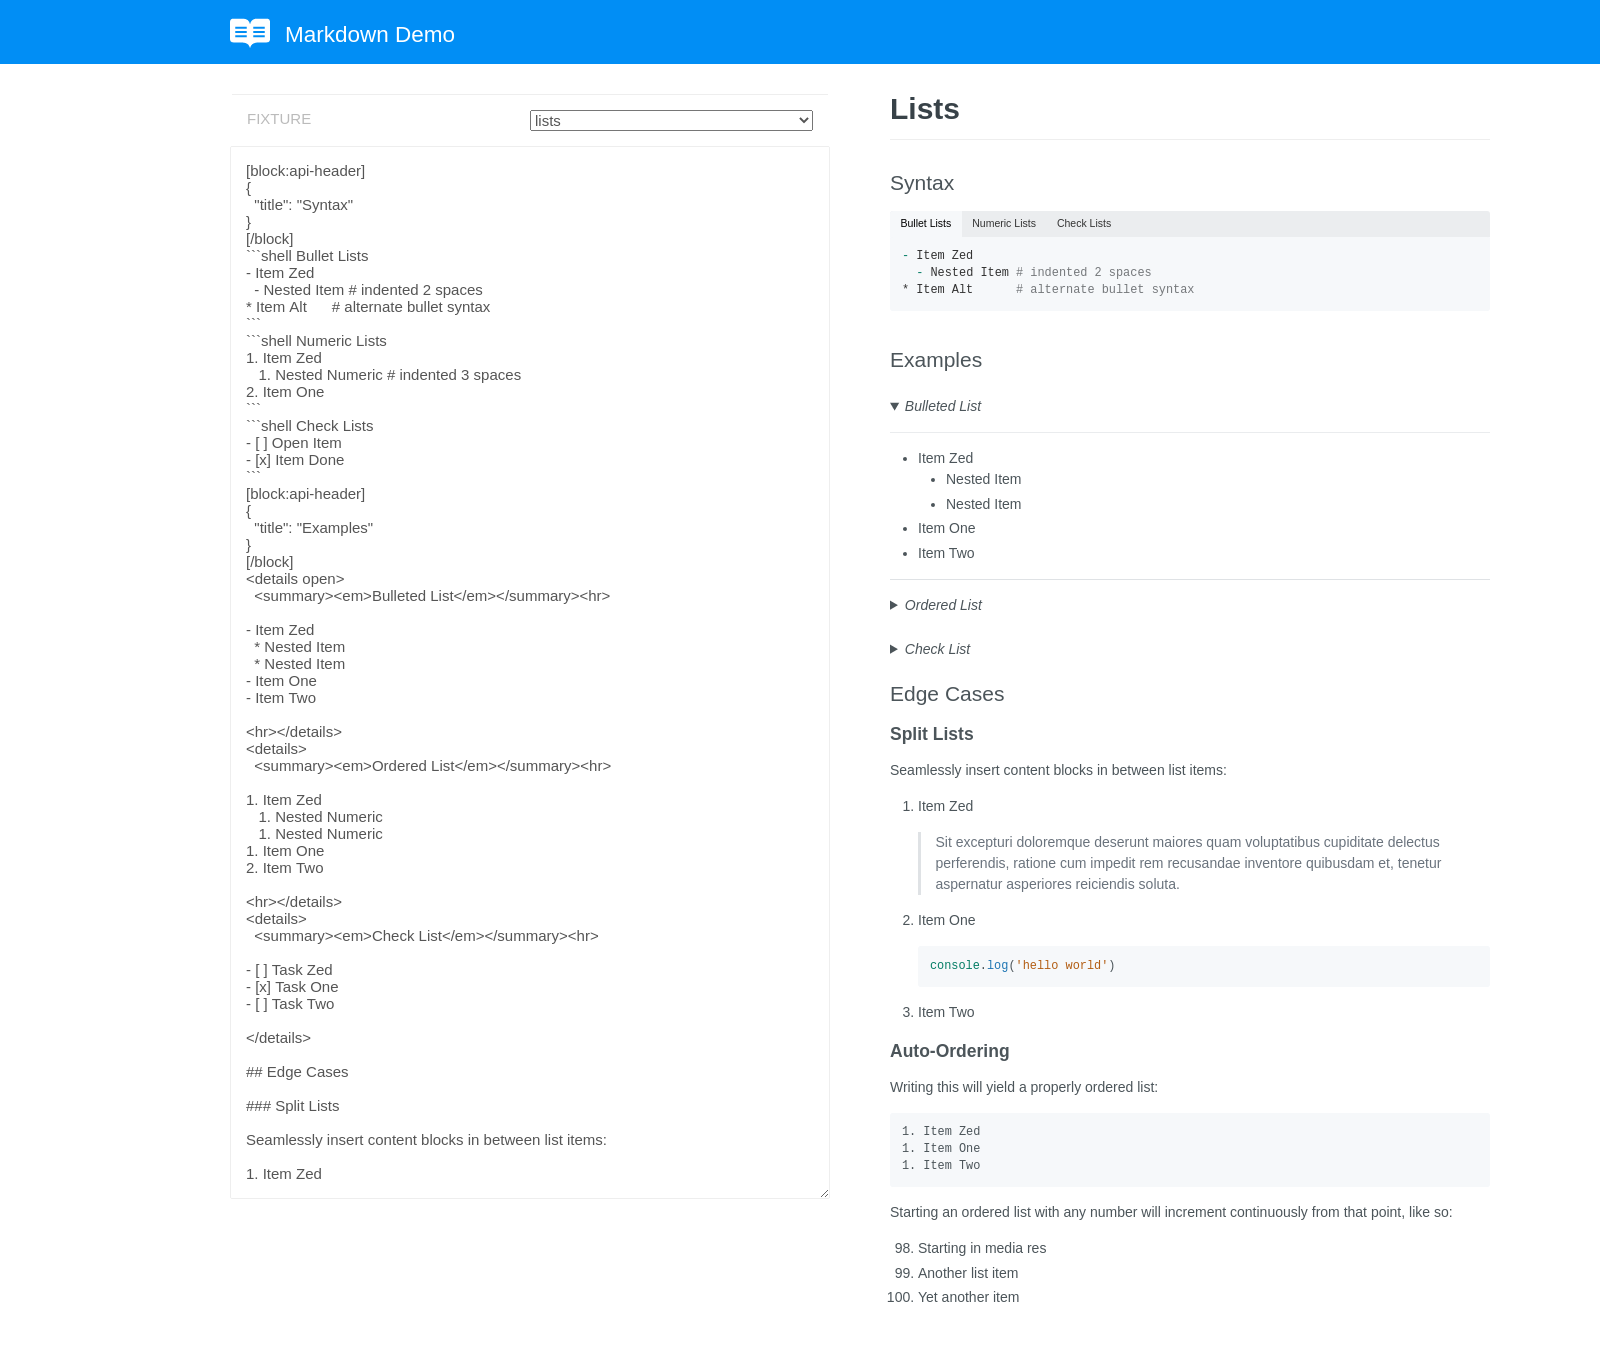 Markdown Demo
FIXTURE
lists
[block:api-header]
{
  "title": "Syntax"
}
[/block]
```shell Bullet Lists
- Item Zed
  - Nested Item # indented 2 spaces
* Item Alt      # alternate bullet syntax
```
```shell Numeric Lists
1. Item Zed
   1. Nested Numeric # indented 3 spaces
2. Item One
```
```shell Check Lists
- [ ] Open Item
- [x] Item Done
```
[block:api-header]
{
  "title": "Examples"
}
[/block]
<details open>
  <summary><em>Bulleted List</em></summary><hr>

- Item Zed
  * Nested Item
  * Nested Item
- Item One
- Item Two

<hr></details>
<details>
  <summary><em>Ordered List</em></summary><hr>

1. Item Zed
   1. Nested Numeric
   1. Nested Numeric
1. Item One
2. Item Two

<hr></details>
<details>
  <summary><em>Check List</em></summary><hr>

- [ ] Task Zed
- [x] Task One
- [ ] Task Two

</details>

## Edge Cases

### Split Lists

Seamlessly insert content blocks in between list items:

1. Item Zed
Lists
Syntax
Bullet Lists Numeric Lists Check Lists
- Item Zed
  - Nested Item # indented 2 spaces
* Item Alt      # alternate bullet syntax
Examples
▼ Bulleted List
• Item Zed
• Nested Item
• Nested Item
• Item One
• Item Two
▶ Ordered List
▶ Check List
Edge Cases
Split Lists
Seamlessly insert content blocks in between list items:
1. Item Zed
Sit excepturi doloremque deserunt maiores quam voluptatibus cupiditate delectus
perferendis, ratione cum impedit rem recusandae inventore quibusdam et, tenetur
aspernatur asperiores reiciendis soluta.
2. Item One
console.log('hello world')
3. Item Two
Auto-Ordering
Writing this will yield a properly ordered list:
1. Item Zed
1. Item One
1. Item Two
Starting an ordered list with any number will increment continuously from that point, like so:
98. Starting in media res
99. Another list item
100. Yet another item